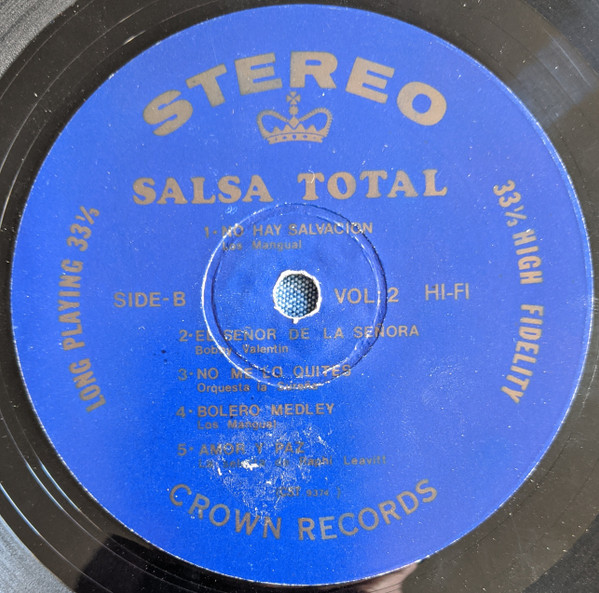 STEREO
SALSA TOTAL
1-NO HAY SALVACION
Los Mangual
SIDE-B VOL 2 HI-FI
2-EL SEÑOR DE LA SEÑORA
Bobby Valentin
3-NO ME LO QUITES
Orquesta la
4-BOLERO MEDLEY
Los Mangual
5-AMOR Y PAZ
Raphi Leavitt
CROWN RECORDS
LONG PLAYING 33⅓
33⅓ HIGH FIDELITY